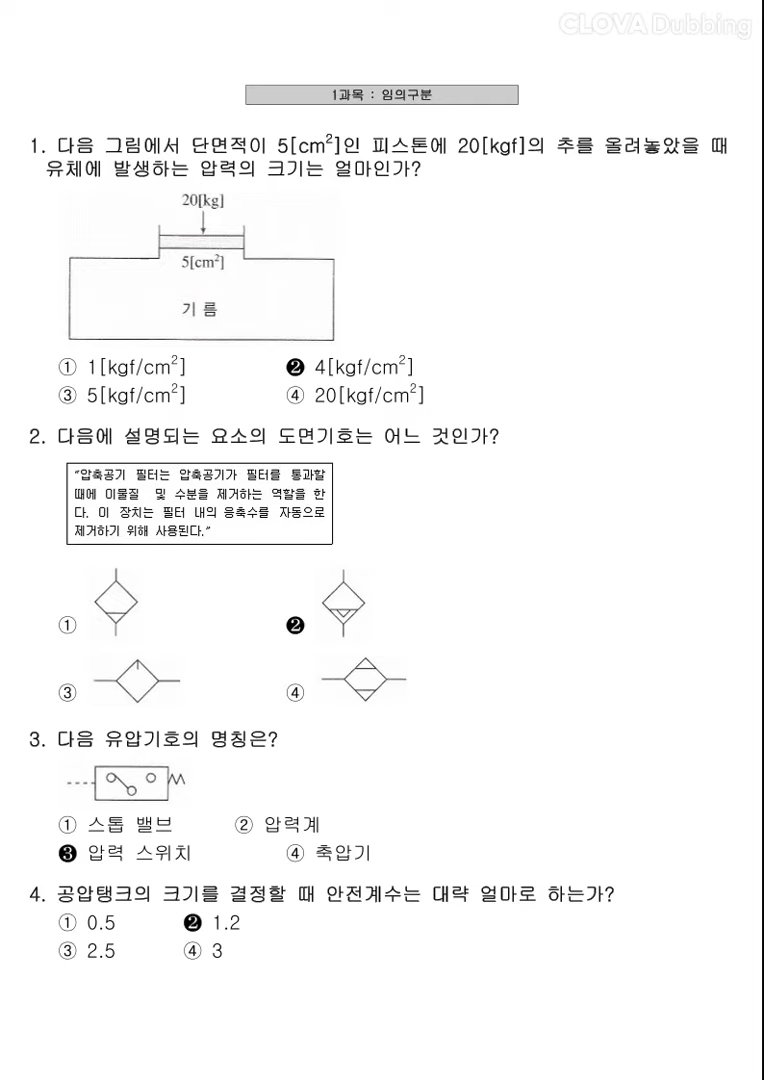 CLOVA Dubbing
1과목 : 임의구분
1. 다음 그림에서 단면적이 5[cm²]인 피스톤에 20[kgf]의 추를 올려놓았을 때
유체에 발생하는 압력의 크기는 얼마인가?
20[kg]
5[cm²]
기 름
① 1[kgf/cm²] ❷ 4[kgf/cm²]
③ 5[kgf/cm²] ④ 20[kgf/cm²]
2. 다음에 설명되는 요소의 도면기호는 어느 것인가?
"압축공기 필터는 압축공기가 필터를 통과할
때에 이물질 및 수분을 제거하는 역할을 한
다. 이 장치는 필터 내의 응축수를 자동으로
제거하기 위해 사용된다."
① ❷
③ ④
3. 다음 유압기호의 명칭은?
① 스톱 밸브 ② 압력계
❸ 압력 스위치 ④ 축압기
4. 공압탱크의 크기를 결정할 때 안전계수는 대략 얼마로 하는가?
① 0.5 ❷ 1.2
③ 2.5 ④ 3